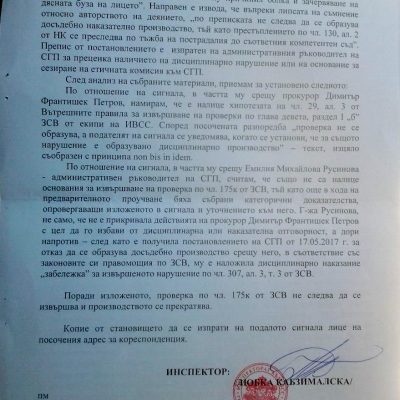 дясната буза на лицето". Направен е извода, че въпреки липсата на съмнение
относно авторството на деянието, „по преписката не следва да се образува
досъдебно наказателно производство, тъй като престъплението по чл. 130, ал. 2
от НК се преследва по тъжба на пострадалия до съответния компетентен съд".
Препис от постановлението е изпратен на административния ръководител на
СГП за преценка наличието на дисциплинарно нарушение или на основание за
сезиране на етичната комисия към СГП.
След анализ на събраните материали, приемам за установено следното:
По отношение на сигнала, в частта му срещу прокурор Димитър
Франтишек Петров, намирам, че е налице хипотезата на чл. 29, ал. 3 от
Вътрешните правила за извършване на проверки по глава девета, раздел I „б"
ЗСВ от екипи на ИВСС. Според посочената разпоредба „проверка не се
образува, а подателят на сигнала се уведомява, когато се установи, че за същото
нарушение е образувано дисциплинарно производство" – текст, изцяло
съобразен с принципа non bis in idem.
По отношение на сигнала, в частта му срещу Емилия Михайлова Русинова
- административен ръководител на СГП, считам, че също не са налице
основания за извършване на проверка по чл. 175к от ЗСВ, тъй като още в хода на
предварителното проучване бяха събрани категорични доказателства,
опровергаващи изложеното в сигнала и уточнението към него. Г-жа Русинова,
не само, че не е прикривала действията на прокурор Димитър Франтишек Петров
с цел да го избави от дисциплинарна или наказателна отговорност, а дори
напротив – след като е получила постановлението на СГП от 17.05.2017 г.
за отказ да се образува досъдебно производство срещу него, в съответствие със
законовите си правомощия по ЗСВ, му е наложила дисциплинарно наказание
„забележка" за извършеното нарушение по чл. 307, ал. 3, т. 3 от ЗСВ.
Поради изложеното, проверка по чл. 175к от ЗСВ не следва да се
извършва и производството се прекратява.
Копие от становището да се изпрати на подалото сигнала лице на
посочения адрес за кореспонденция.
ИНСПЕКТОР:
/ЛЮБКА КАБЗИМАЛСКА/
ПМ